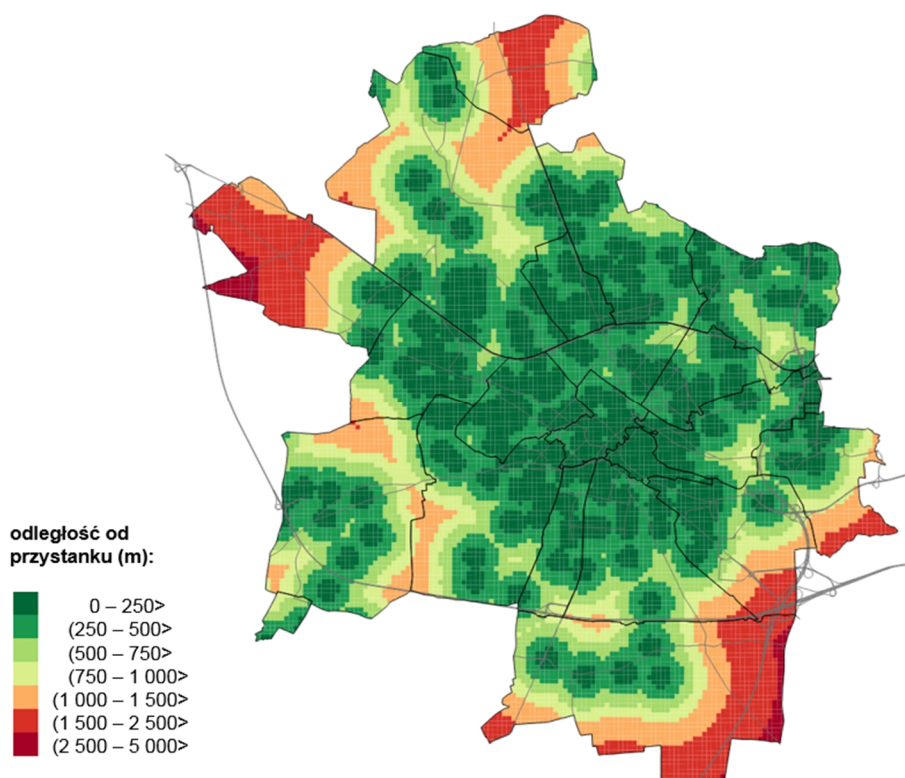 odległość od
przystanku (m):
0 – 250>
(250 – 500>
(500 – 750>
(750 – 1 000>
(1 000 – 1 500>
(1 500 – 2 500>
(2 500 – 5 000>